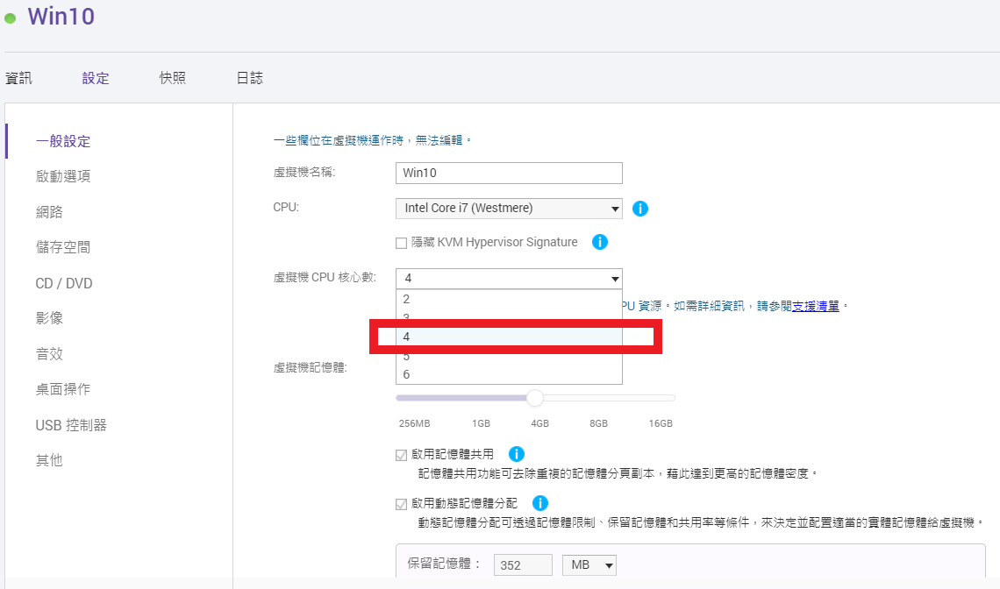 Win10
資訊 設定 快照 日誌
一般設定
啟動選項
網路
儲存空間
CD / DVD
影像
音效
桌面操作
USB 控制器
其他
一些欄位在虛擬機運作時，無法編輯。
虛擬機名稱: Win10
CPU: Intel Core i7 (Westmere)
隱藏 KVM Hypervisor Signature
虛擬機 CPU 核心數: 4
2
3
PU 資源。如需詳細資訊，請參閱支援清單。
4
5
6
虛擬機記憶體:
256MB 1GB 4GB 8GB 16GB
啟用記憶體共用
記憶體共用功能可去除重複的記憶體分頁副本，藉此達到更高的記憶體密度。
啟用動態記憶體分配
動態記憶體分配可透過記憶體限制、保留記憶體和共用率等條件，來決定並配置適當的實體記憶體給虛擬機。
保留記憶體： 352 MB